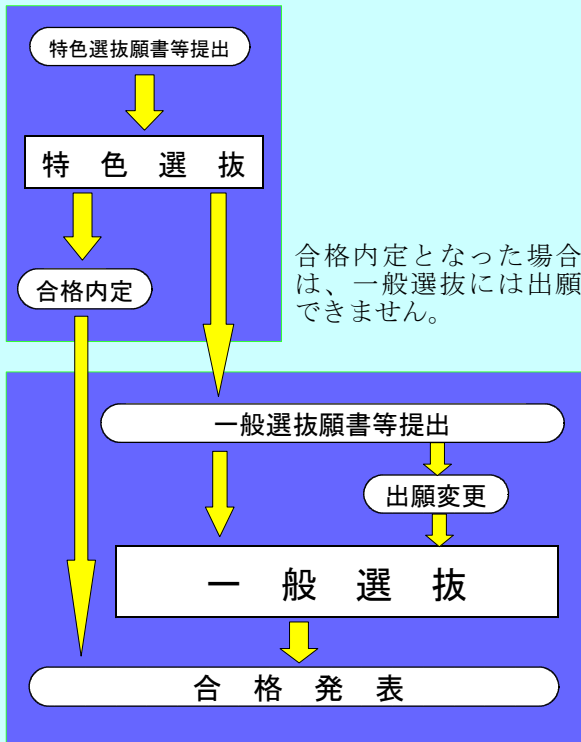 特色選抜願書等提出
特色選抜
合格内定
合格内定となった場合
は、一般選抜には出願
できません。
一般選抜願書等提出
出願変更
一般選抜
合格発表